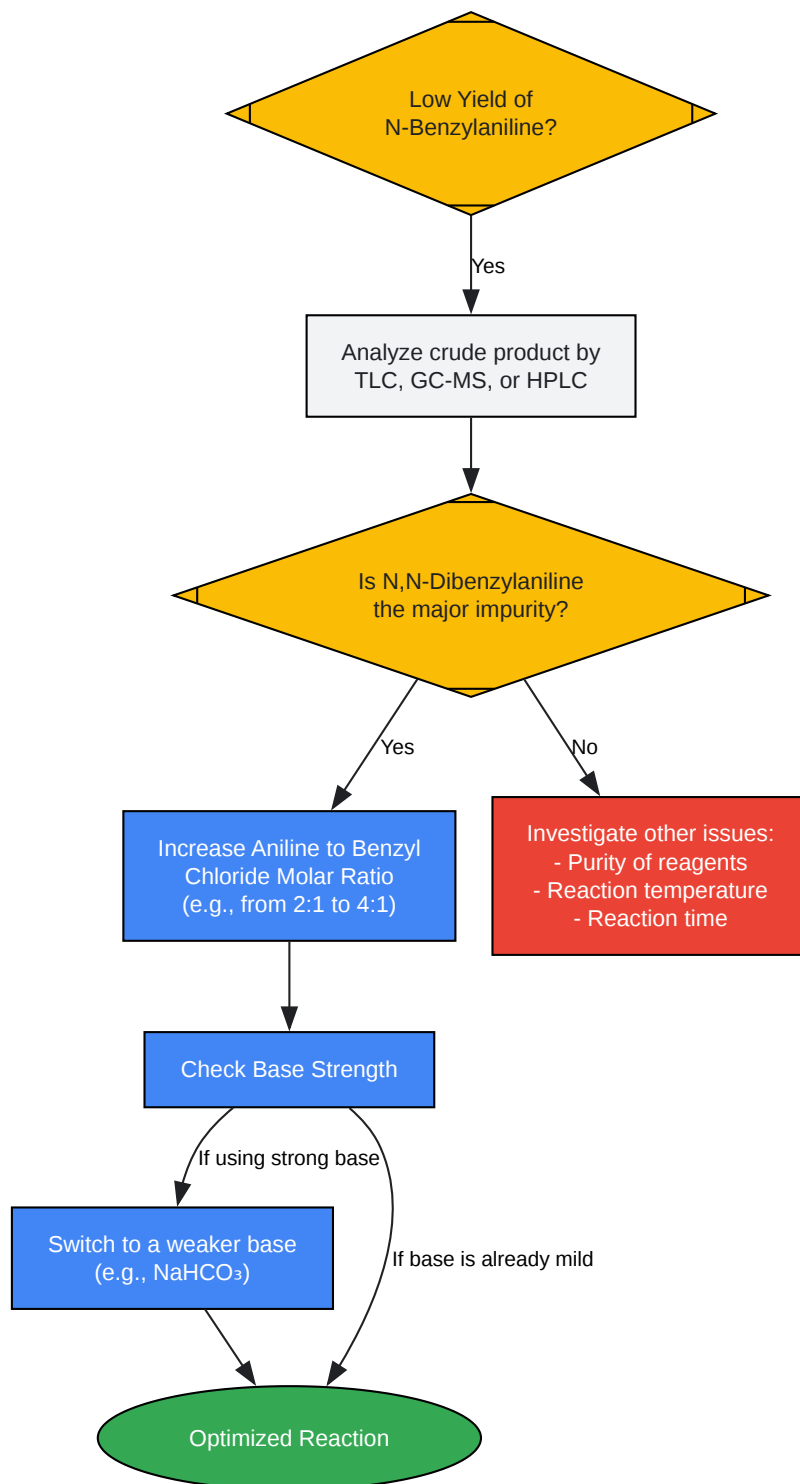 Low Yield of
N-Benzylaniline?
Yes
Analyze crude product by
TLC, GC-MS, or HPLC
Is N,N-Dibenzylaniline
the major impurity?
Yes
No
Increase Aniline to Benzyl
Chloride Molar Ratio
(e.g., from 2:1 to 4:1)
Investigate other issues:
- Purity of reagents
- Reaction temperature
- Reaction time
Check Base Strength
If using strong base
Switch to a weaker base
(e.g., NaHCO₃)
If base is already mild
Optimized Reaction